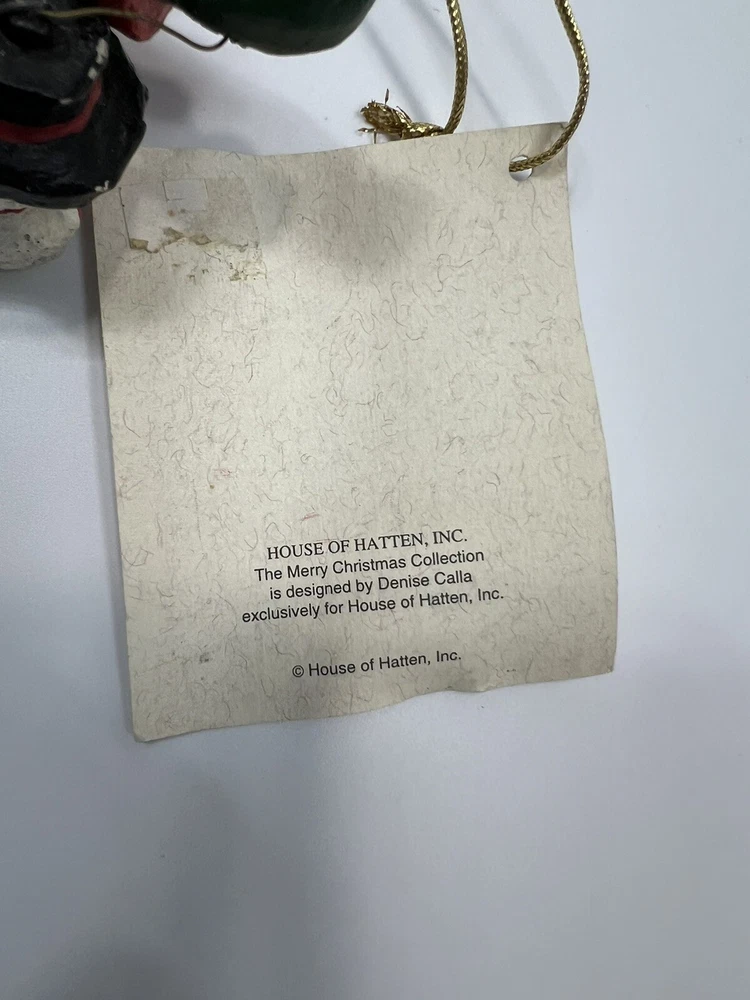 HOUSE OF HATTEN, INC.
The Merry Christmas Collection
is designed by Denise Calla
exclusively for House of Hatten, Inc.
© House of Hatten, Inc.